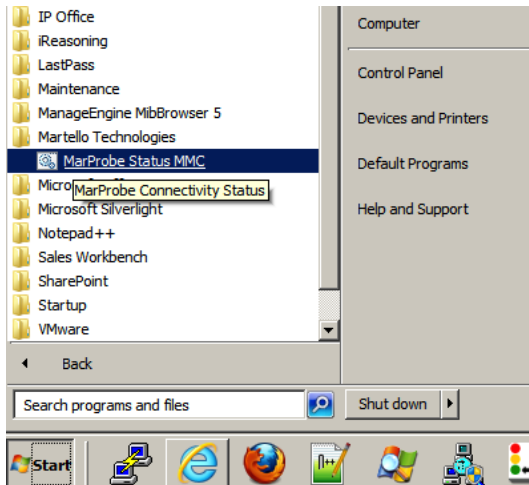 IP Office
iReasoning
LastPass
Maintenance
ManageEngine MibBrowser 5
Martello Technologies
MarProbe Status MMC
Micro
MarProbe Connectivity Status
Microsoft Silverlight
Notepad++
Sales Workbench
SharePoint
Startup
VMware
Back
Search programs and files
Computer
Control Panel
Devices and Printers
Default Programs
Help and Support
Shut down
Start